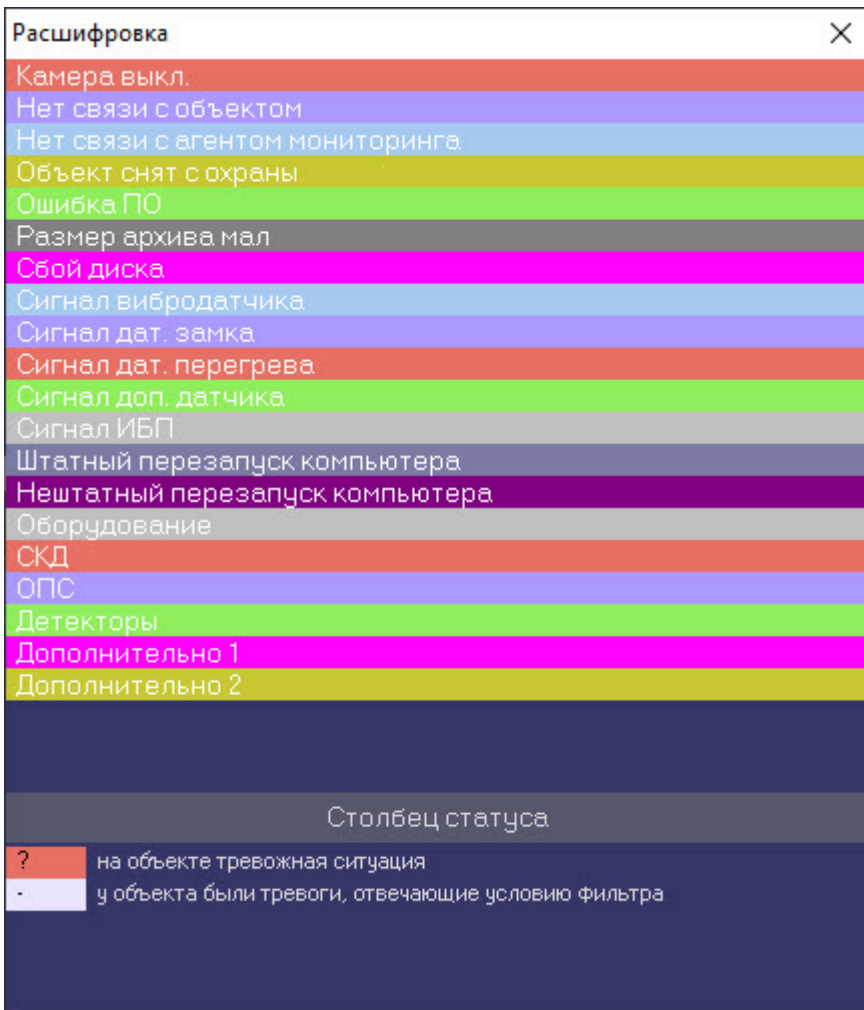 Расшифровка
Камера выкл.
Нет связи с объектом
Нет связи с агентом мониторинга
Объект снят с охраны
Ошибка ПО
Размер архива мал
Сбой диска
Сигнал вибродатчика
Сигнал дат. замка
Сигнал дат. перегрева
Сигнал доп. датчика
Сигнал ИБП
Штатный перезапуск компьютера
Нештатный перезапуск компьютера
Оборудование
СКД
ОПС
Детекторы
Дополнительно 1
Дополнительно 2
Столбец статуса
? на объекте тревожная ситуация
- у объекта были тревоги, отвечающие условию фильтра